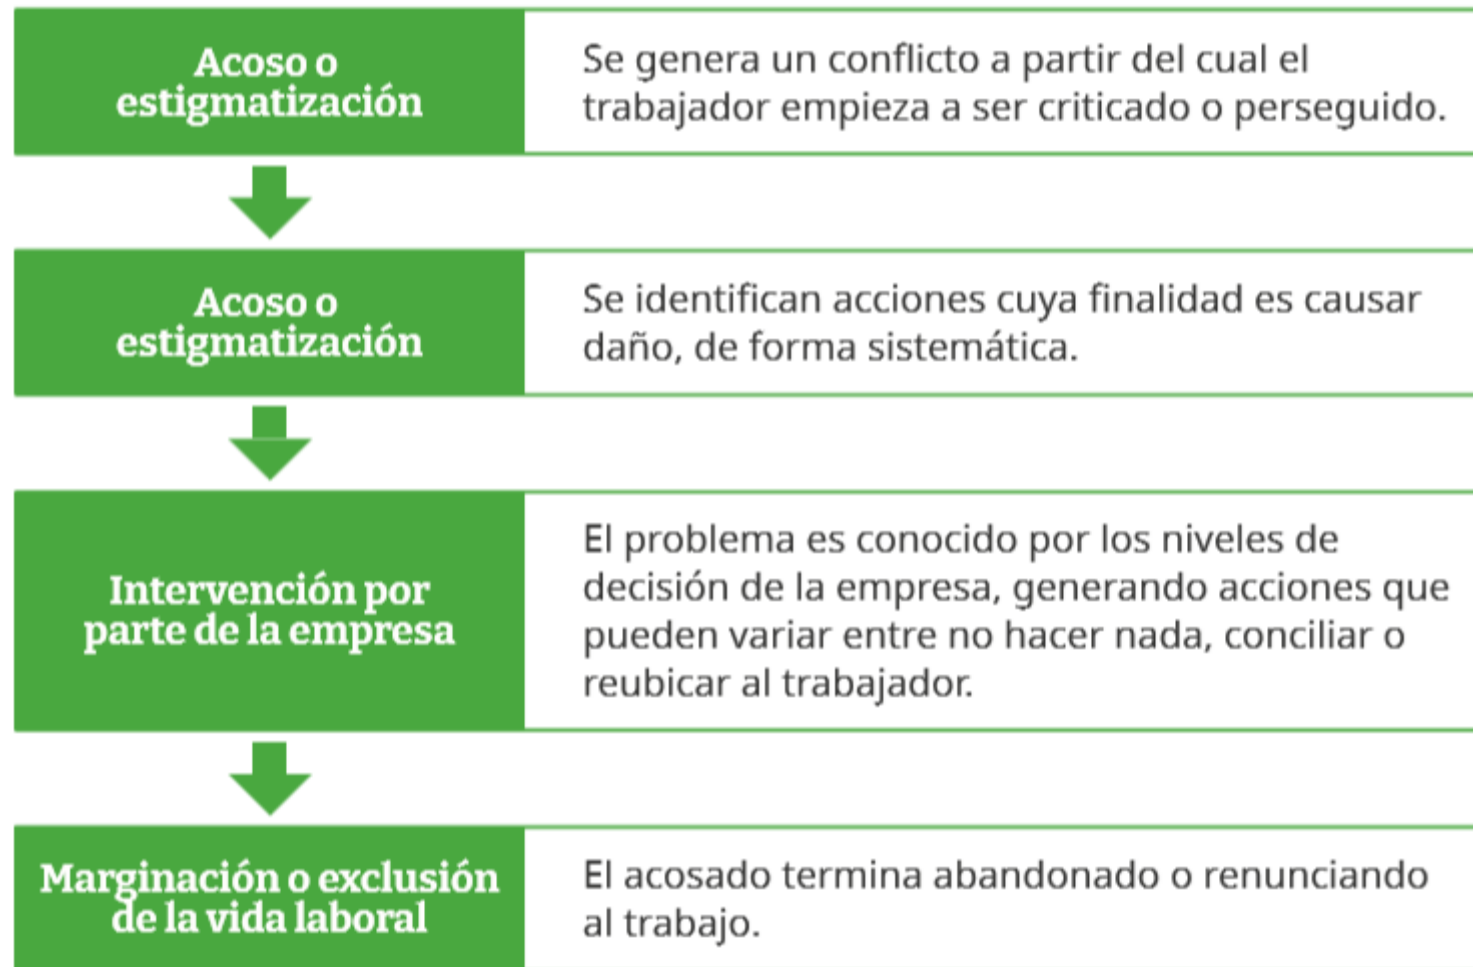 Acoso o
estigmatización
Se genera un conflicto a partir del cual el
trabajador empieza a ser criticado o perseguido.
Acoso o
estigmatización
Se identifican acciones cuya finalidad es causar
daño, de forma sistemática.
Intervención por
parte de la empresa
El problema es conocido por los niveles de
decisión de la empresa, generando acciones que
pueden variar entre no hacer nada, conciliar o
reubicar al trabajador.
Marginación o exclusión
de la vida laboral
El acosado termina abandonado o renunciando
al trabajo.